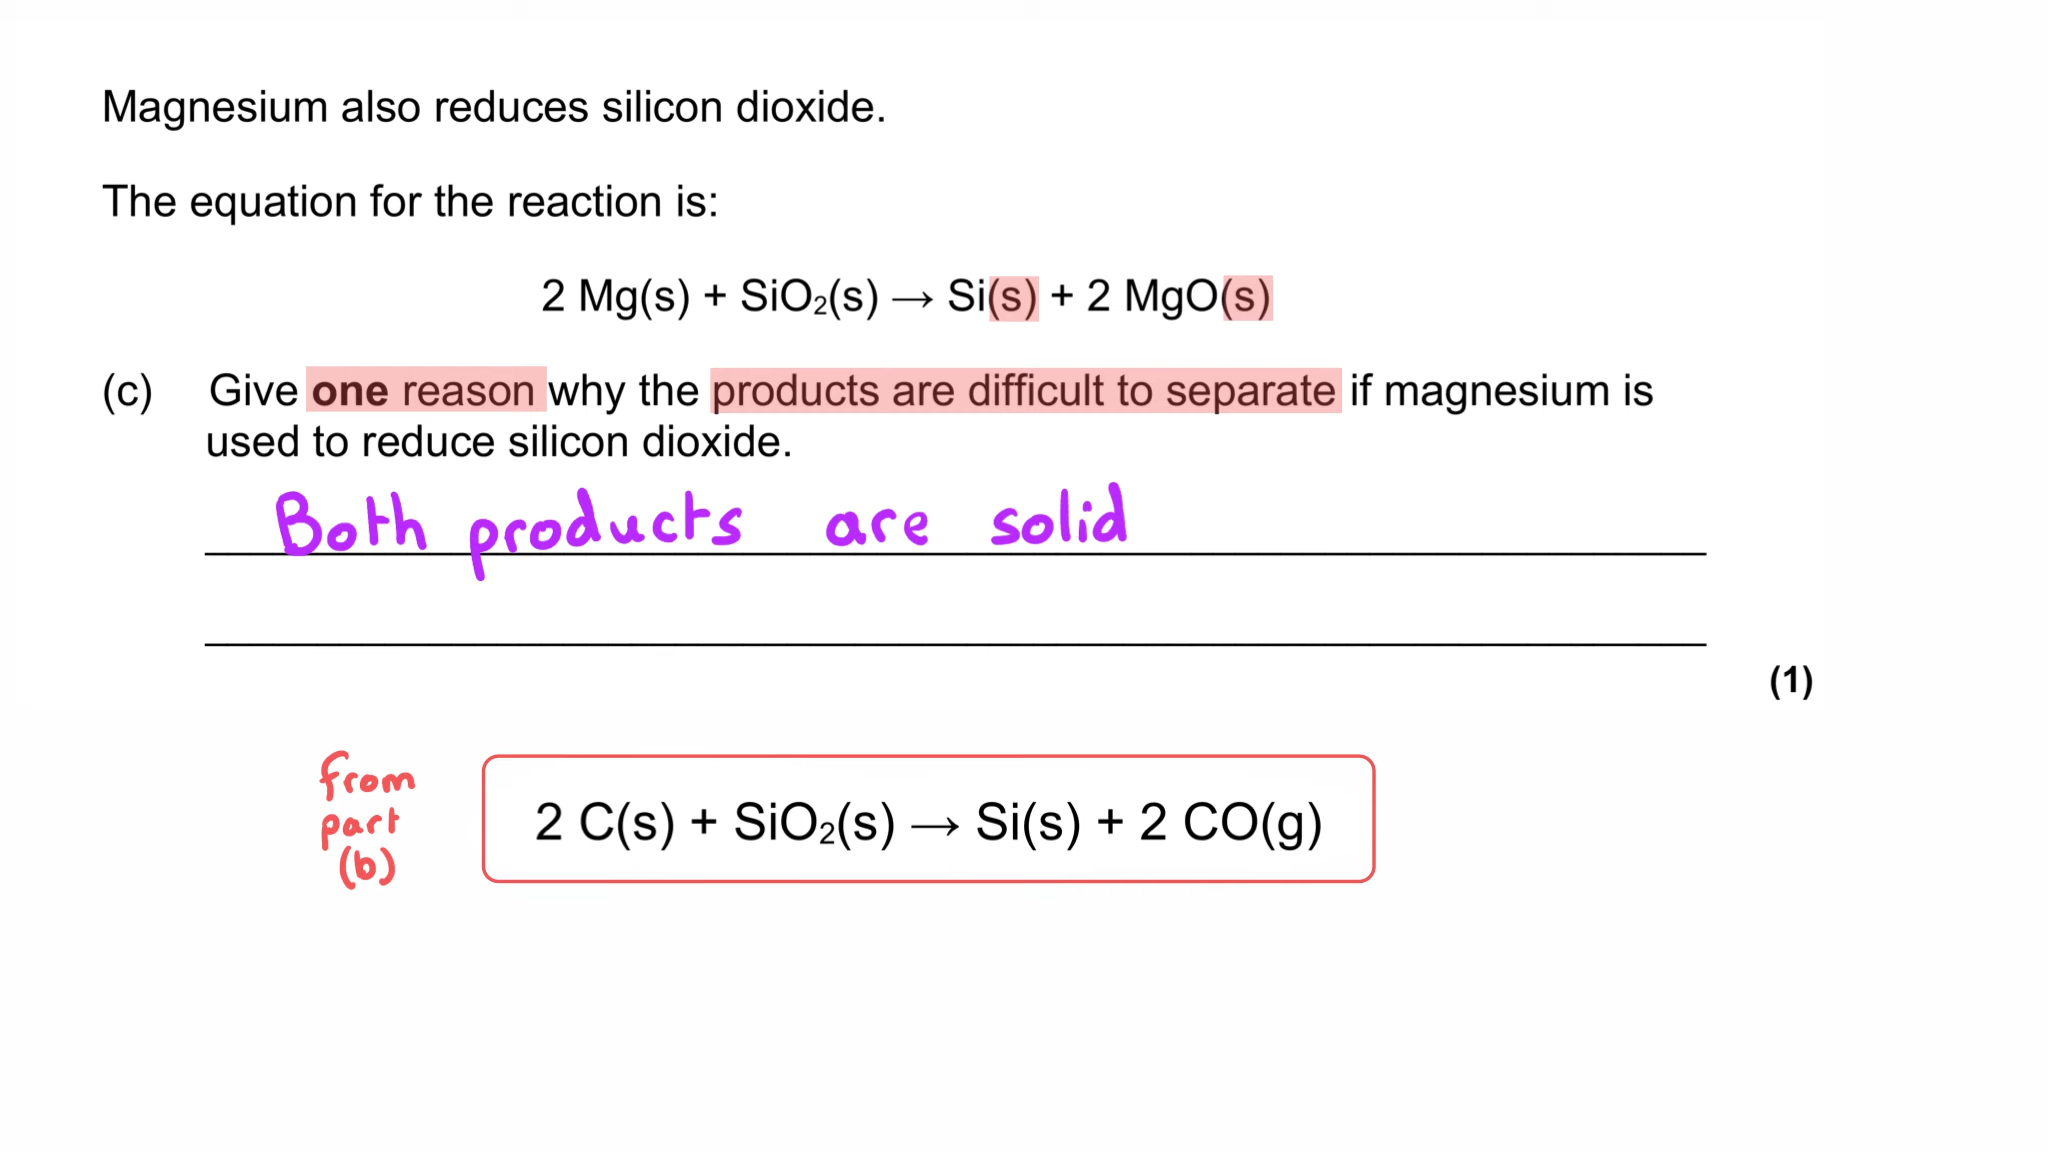 Magnesium also reduces silicon dioxide.
The equation for the reaction is:
2 Mg(s) + SiO₂(s) → Si(s) + 2 MgO(s)
(c) Give one reason why the products are difficult to separate if magnesium is
used to reduce silicon dioxide.
Both products are solid
(1)
from
part
(b)
2 C(s) + SiO₂(s) → Si(s) + 2 CO(g)